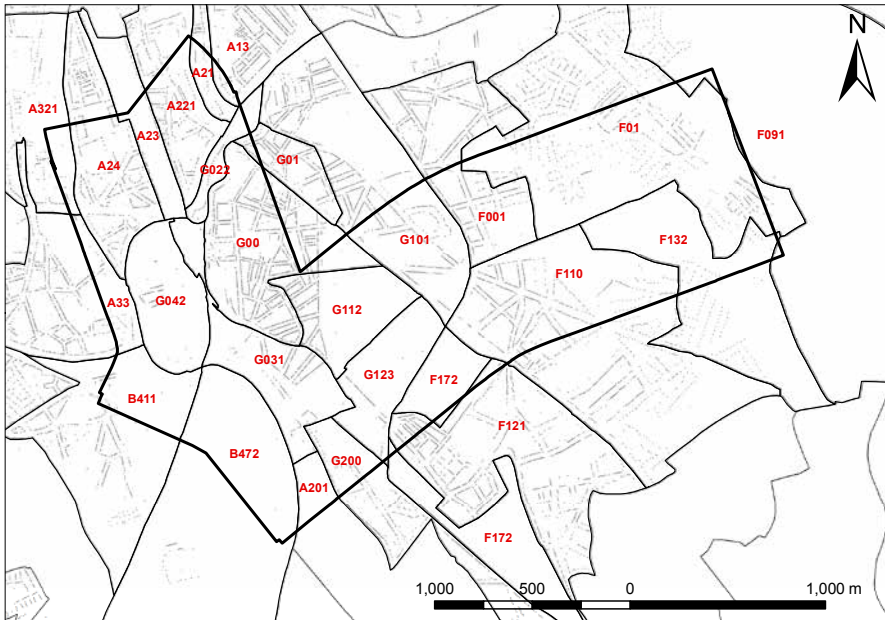 N
A13
A21
A321
A221
A23
F01
F091
A24
G022
G01
F001
G00
G101
F132
F110
A33
G042
G112
G031
G123
F172
B411
F121
B472
G200
A201
F172
1,000 500 0 1,000 m